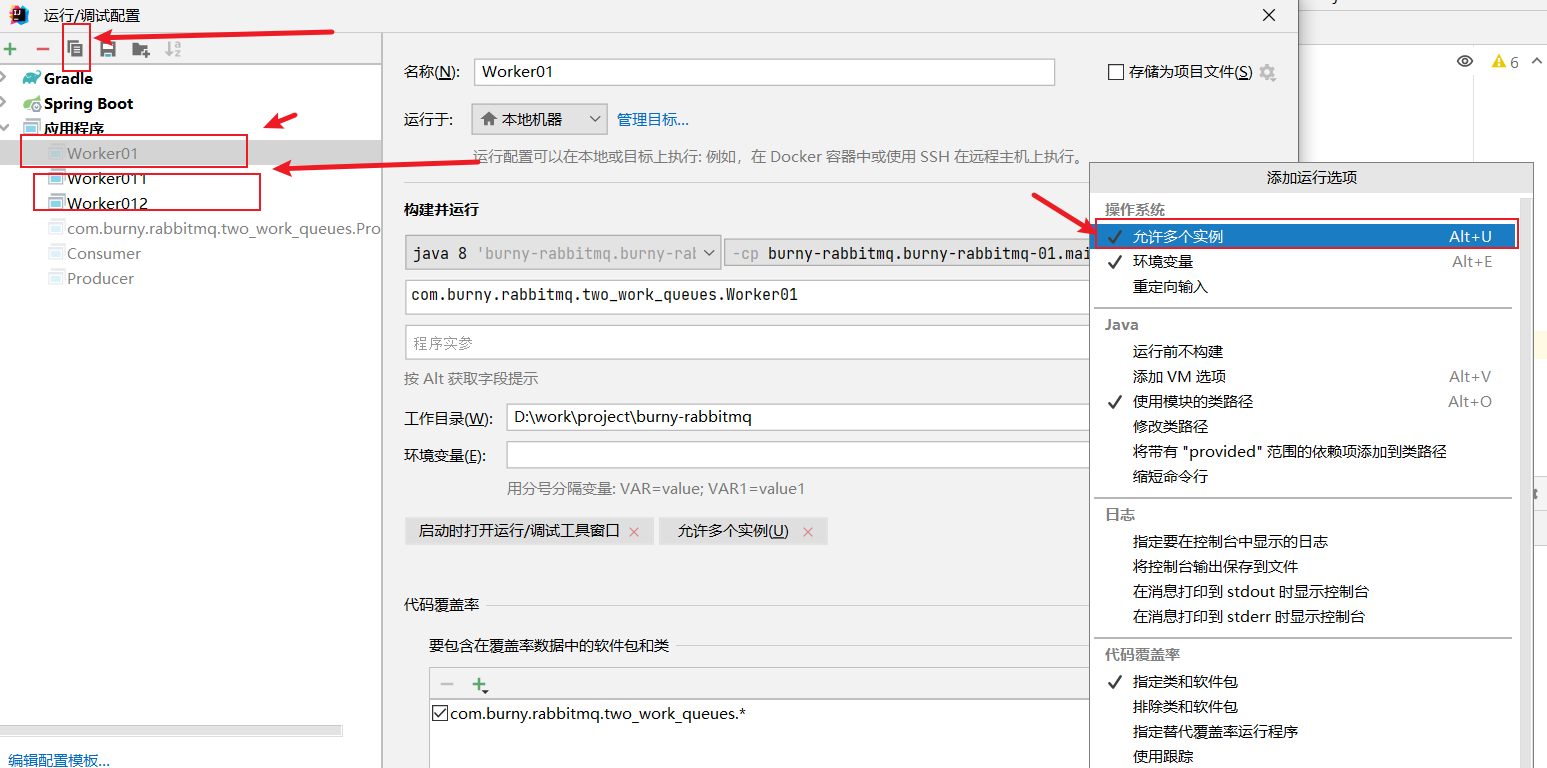 运行/调试配置
Gradle
Spring Boot
应用程序
Worker01
Worker011
Worker012
com.burny.rabbitmq.two_work_queues.Pro
Consumer
Producer
编辑配置模板...
名称(N):
Worker01
存储为项目文件(S)
运行于:
本地机器
管理目标...
运行配置可以在本地或目标上执行: 例如，在 Docker 容器中或使用 SSH 在远程主机上执行。
构建并运行
java 8 'burny-rabbitmq.burny-rab
-cp burny-rabbitmq.burny-rabbitmq-01.mai
com.burny.rabbitmq.two_work_queues.Worker01
程序实参
按 Alt 获取字段提示
工作目录(W):
D:\work\project\burny-rabbitmq
环境变量(E):
用分号分隔变量: VAR=value; VAR1=value1
启动时打开运行/调试工具窗口
允许多个实例(U)
代码覆盖率
要包含在覆盖率数据中的软件包和类
com.burny.rabbitmq.two_work_queues.*
6
添加运行选项
操作系统
允许多个实例 Alt+U
环境变量 Alt+E
重定向输入
Java
运行前不构建
添加 VM 选项 Alt+V
使用模块的类路径 Alt+O
修改类路径
将带有 "provided" 范围的依赖项添加到类路径
缩短命令行
日志
指定要在控制台中显示的日志
将控制台输出保存到文件
在消息打印到 stdout 时显示控制台
在消息打印到 stderr 时显示控制台
代码覆盖率
指定类和软件包
排除类和软件包
指定替代覆盖率运行程序
使用跟踪